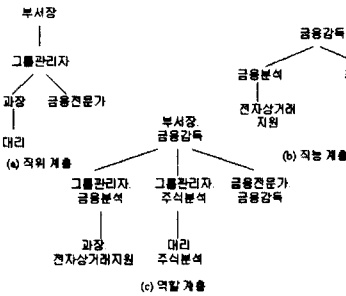 부서장
그룹관리자
과장
금융전문가
대리
(a) 직위 계층
금융감독
금융분석
전자상거래
지원
(b) 직능 계층
부서장.
금융감독
그룹관리자.
금융분석
그룹관리자.
주식분석
금융전문가.
금융감독
과장.
전자상거래지원
대리.
주식분석
(c) 역할 계층